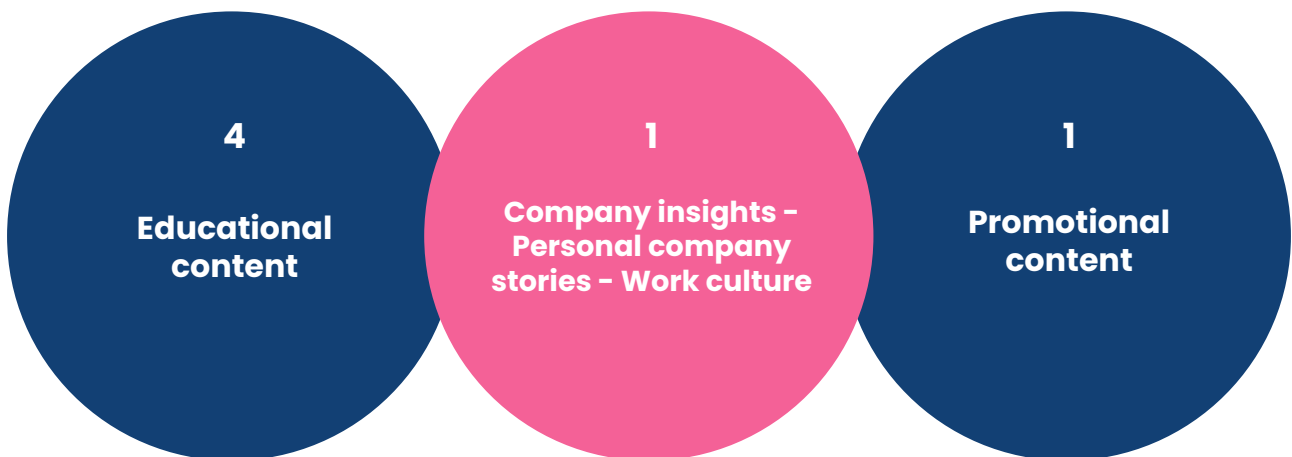 4
Educational
content
1
Company insights -
Personal company
stories - Work culture
1
Promotional
content